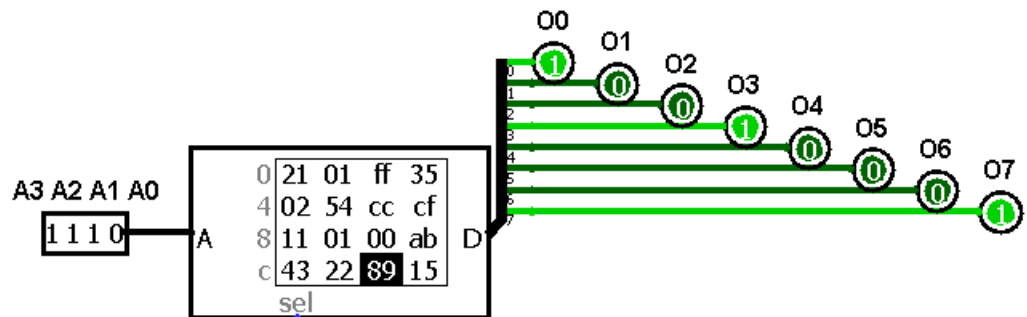 O0
O1
O2
O3
O4
O5
O6
O7
1
0
0
1
0
0
0
1
0
1
2
3
4
5
6
7
A3 A2 A1 A0
1 1 1 0
A
D
0 21 01 ff 35
4 02 54 cc cf
8 11 01 00 ab
c 43 22 89 15
sel